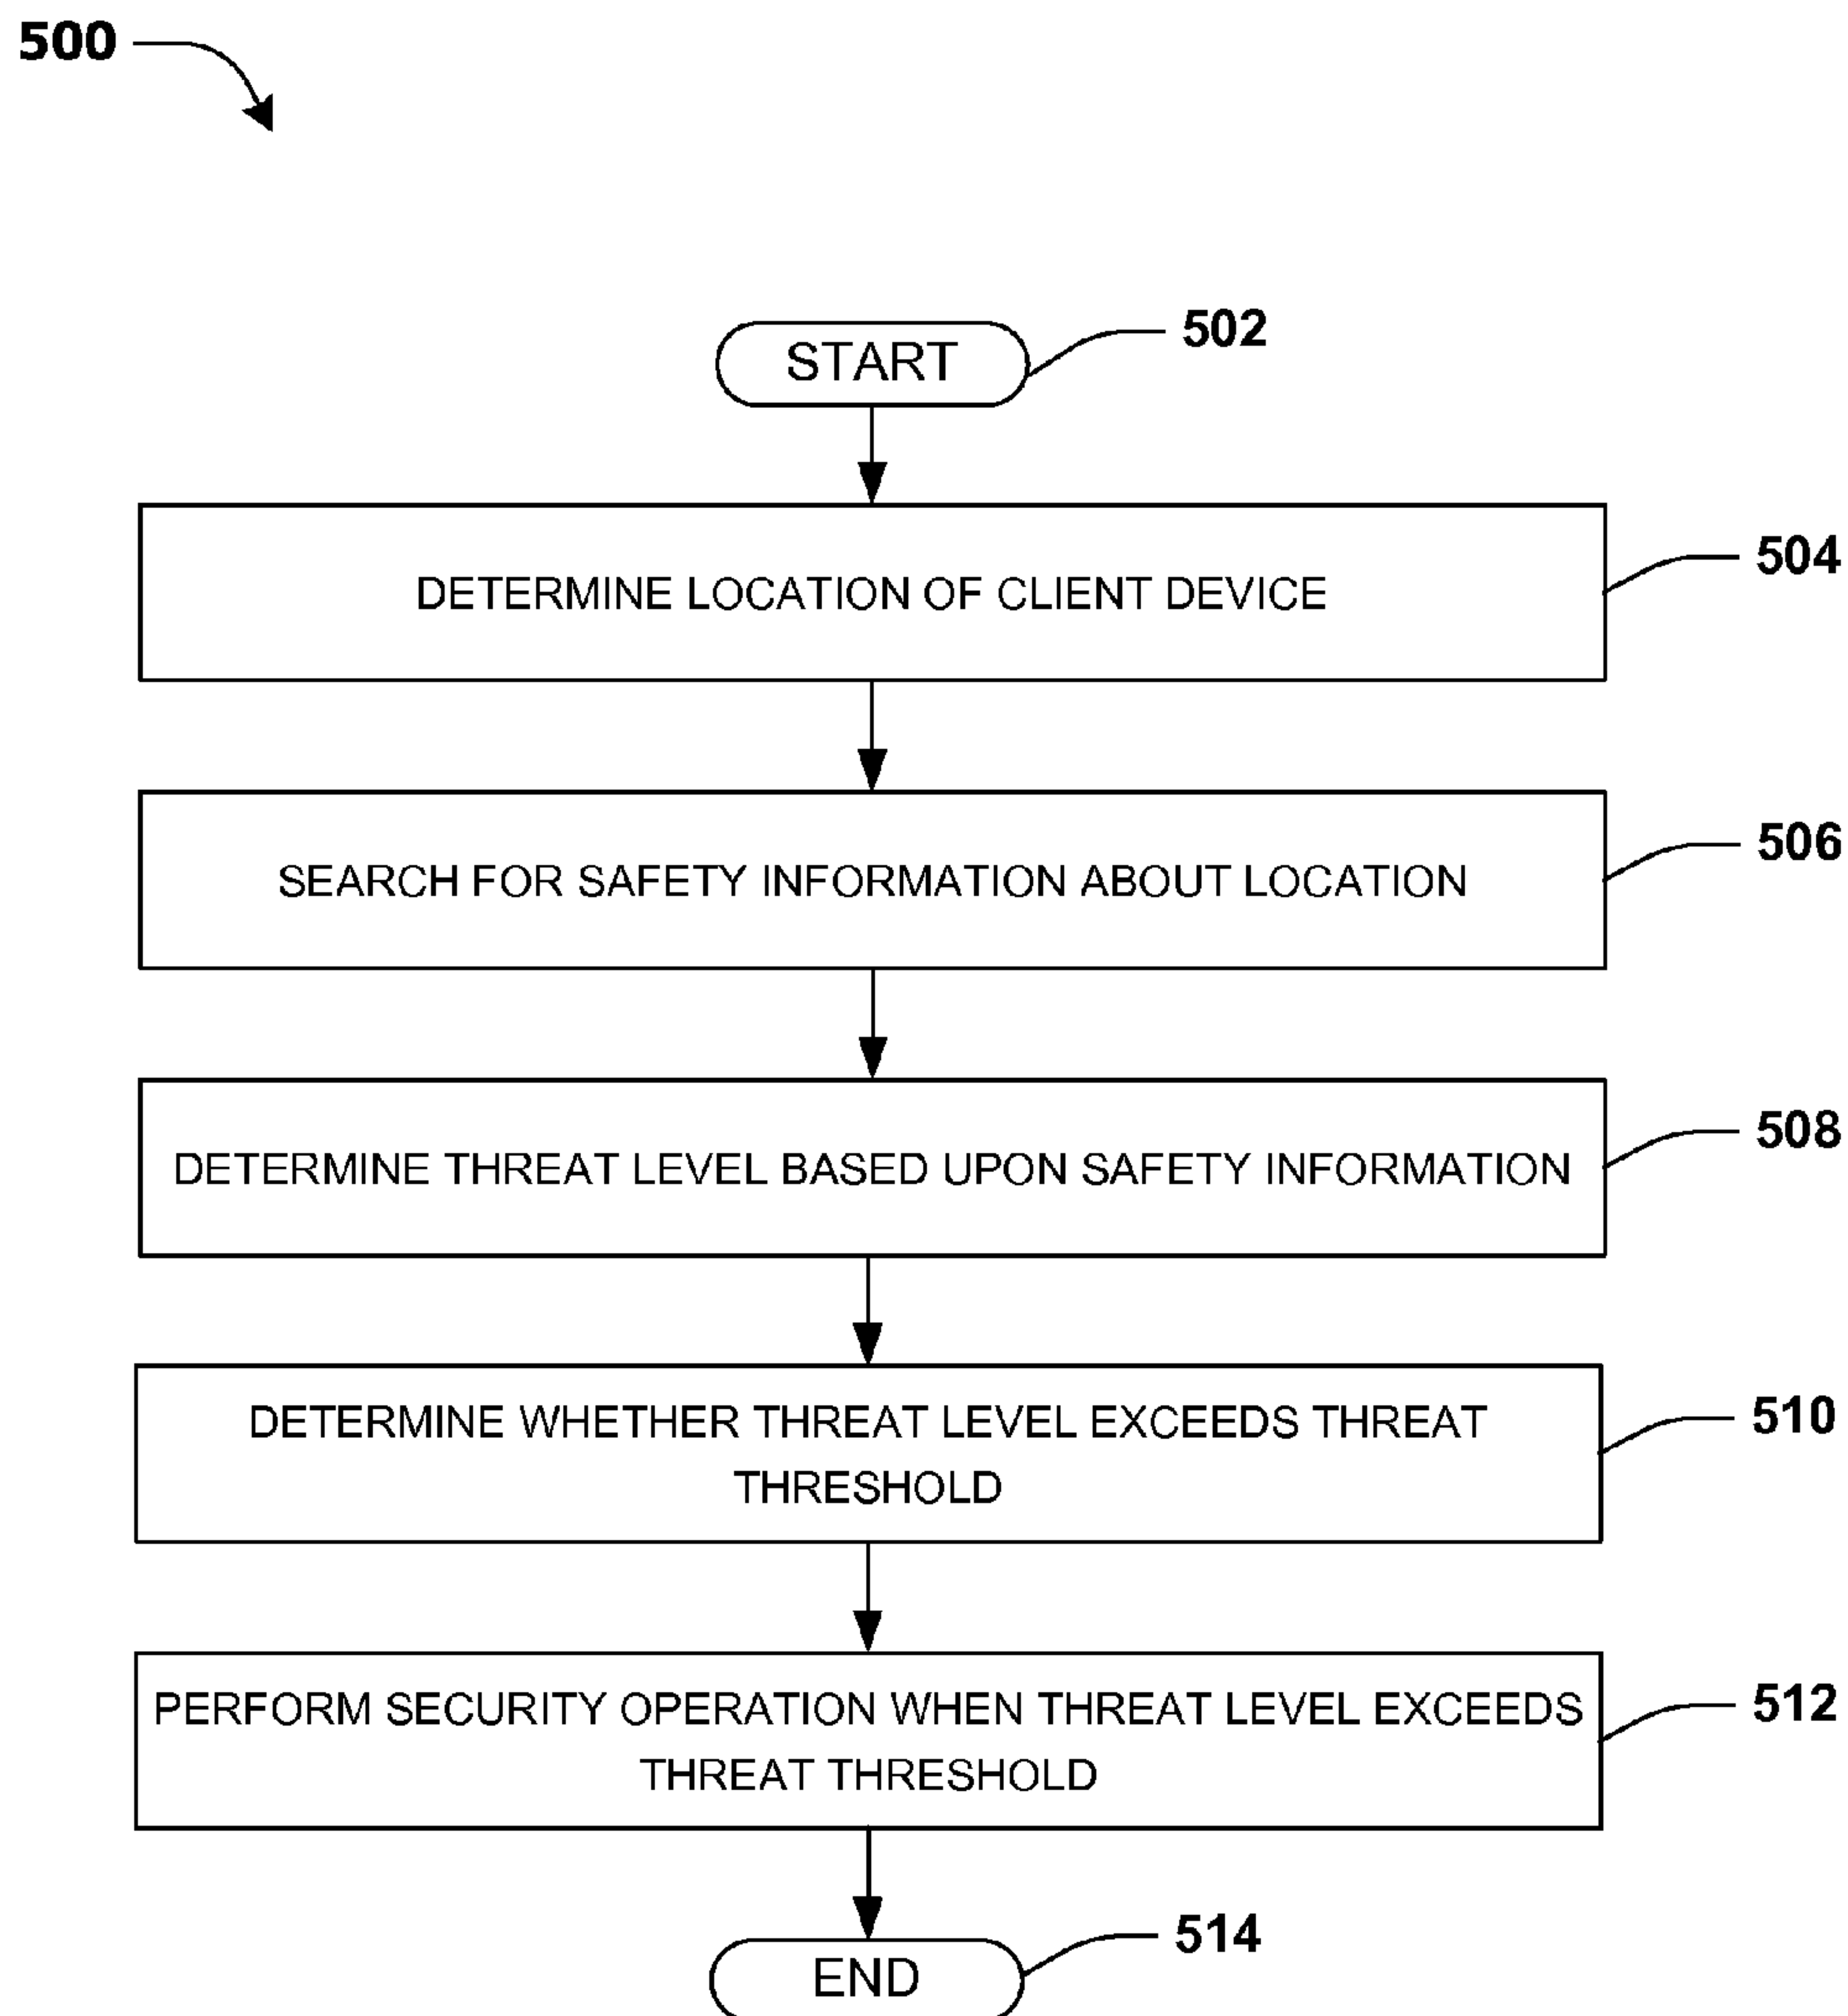 500
START
502
DETERMINE LOCATION OF CLIENT DEVICE
504
SEARCH FOR SAFETY INFORMATION ABOUT LOCATION
506
DETERMINE THREAT LEVEL BASED UPON SAFETY INFORMATION
508
DETERMINE WHETHER THREAT LEVEL EXCEEDS THREAT
THRESHOLD
510
PERFORM SECURITY OPERATION WHEN THREAT LEVEL EXCEEDS
THREAT THRESHOLD
512
END
514